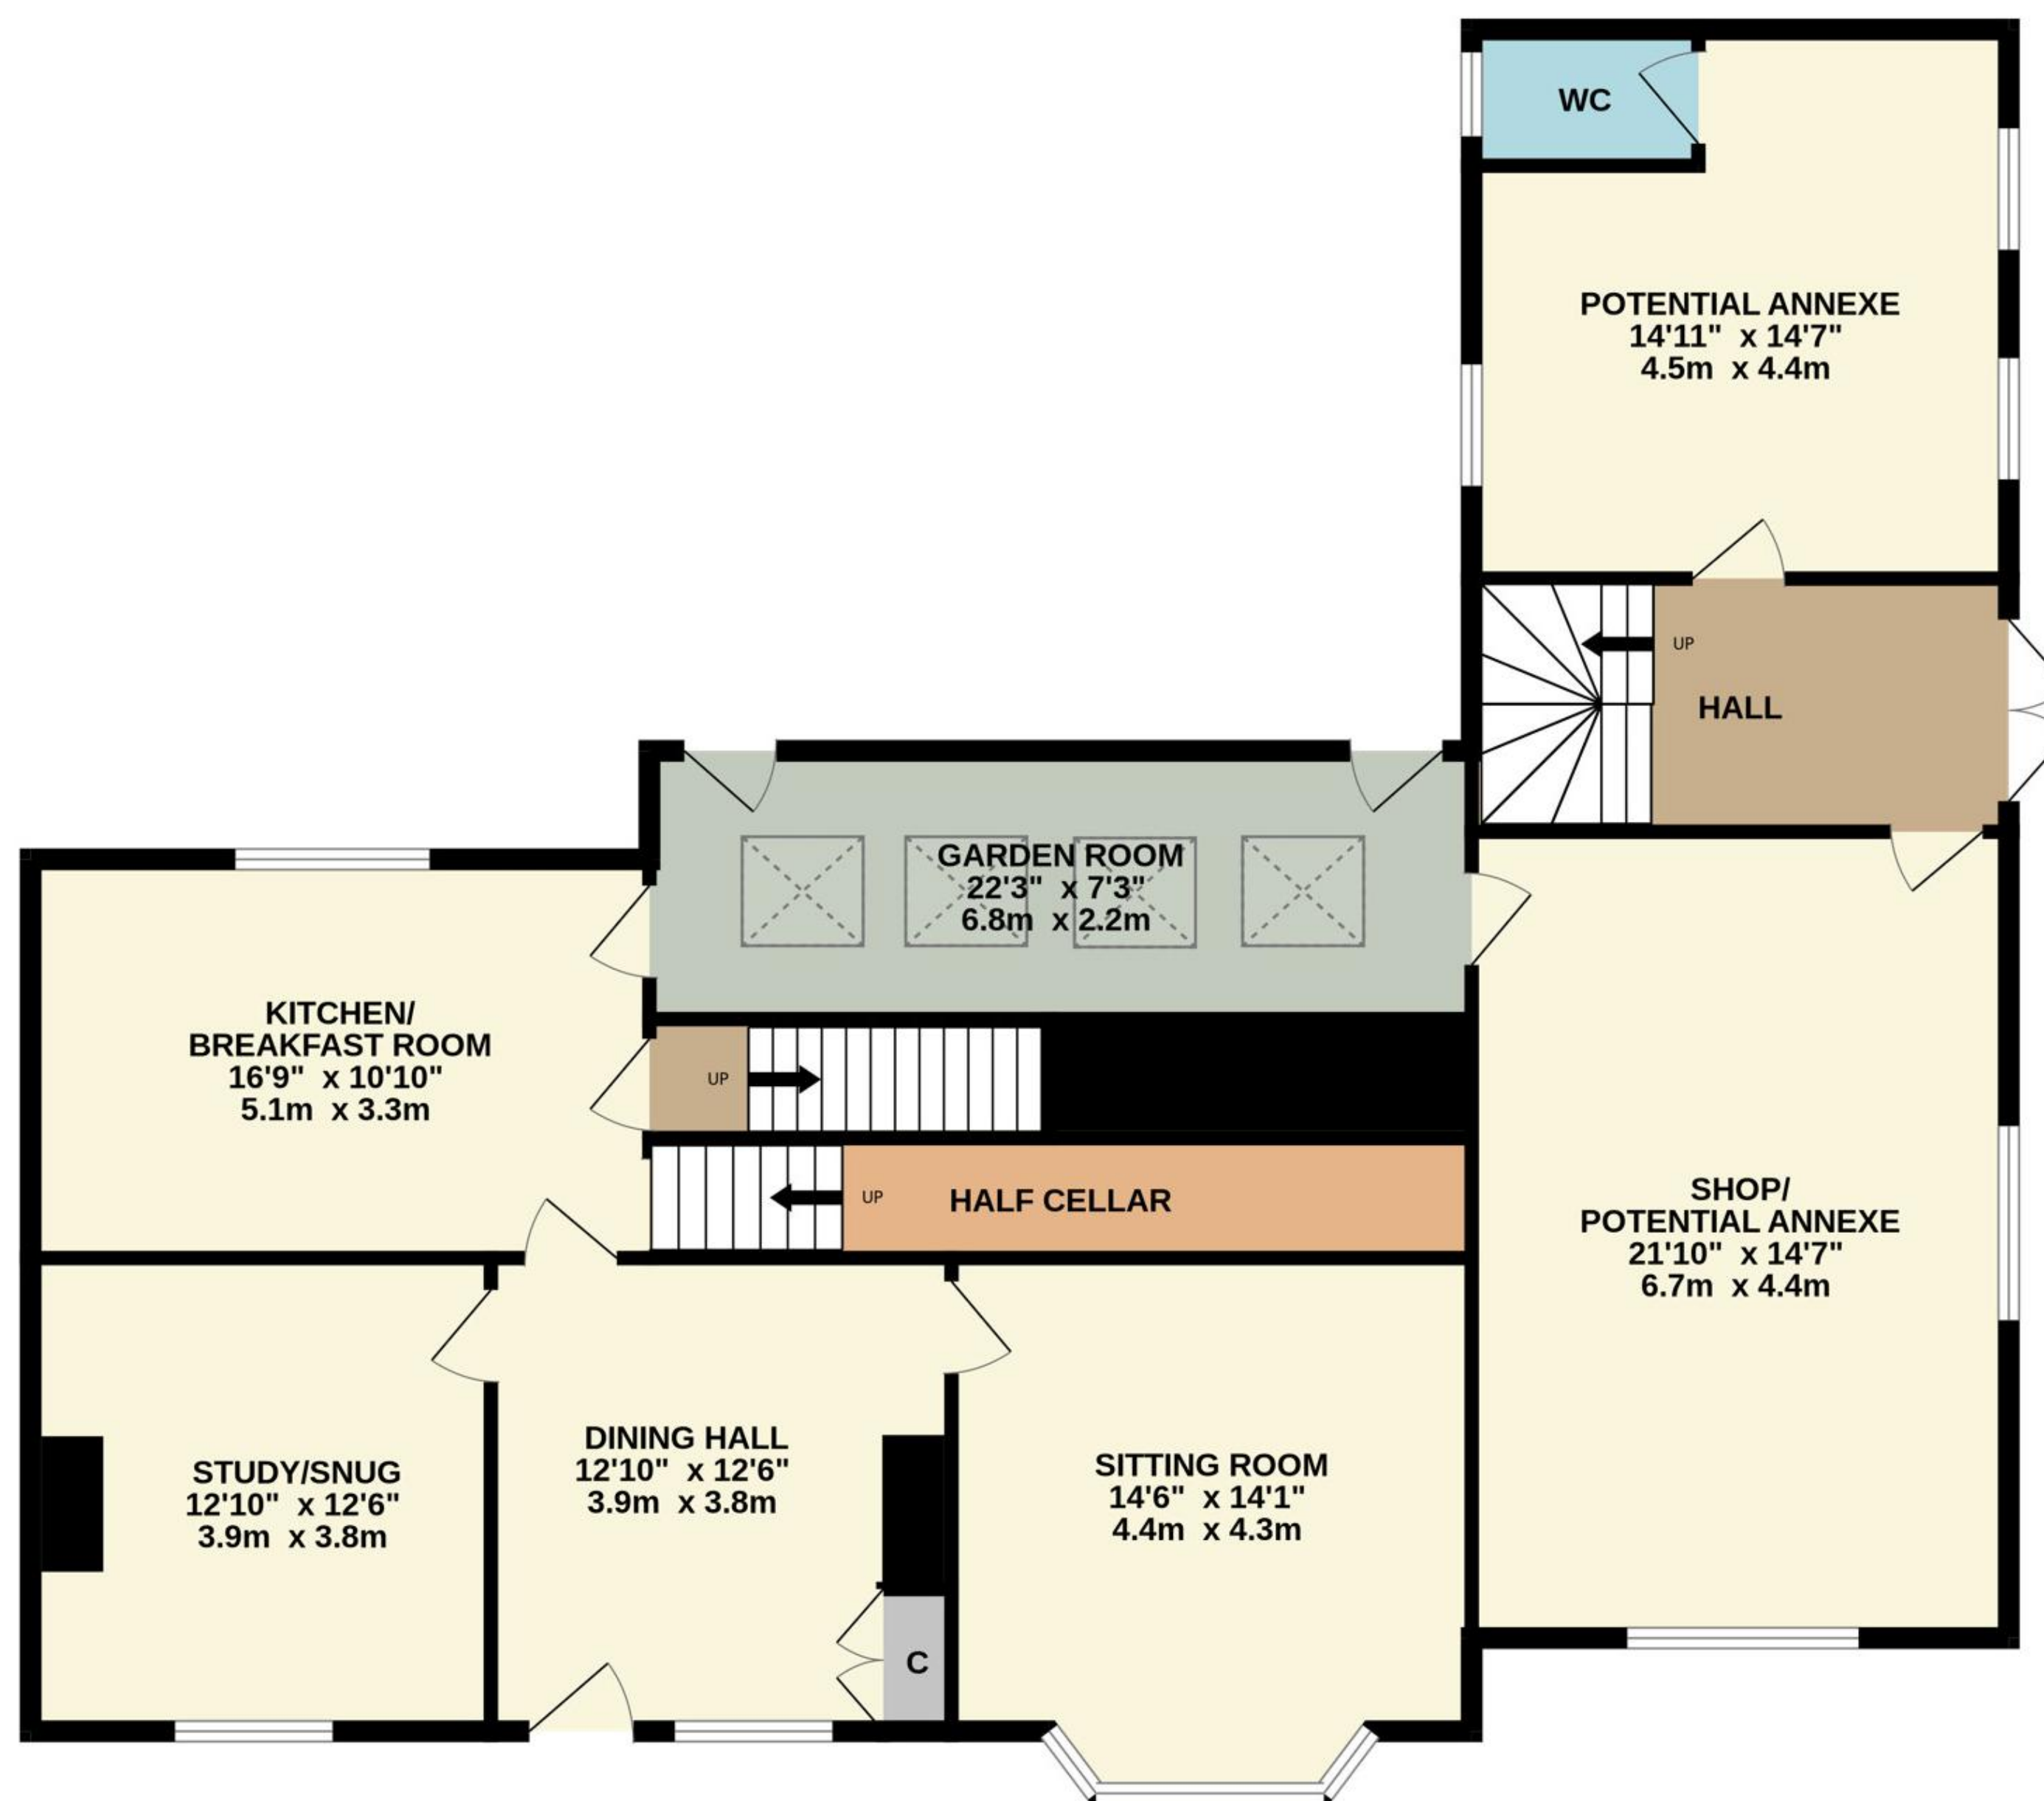 WC
POTENTIAL ANNEXE
14'11" x 14'7"
4.5m x 4.4m
UP
HALL
GARDEN ROOM
22'3" x 7'3"
6.8m x 2.2m
KITCHEN/
BREAKFAST ROOM
16'9" x 10'10"
5.1m x 3.3m
UP
UP
HALF CELLAR
SHOP/
POTENTIAL ANNEXE
21'10" x 14'7"
6.7m x 4.4m
STUDY/SNUG
12'10" x 12'6"
3.9m x 3.8m
DINING HALL
12'10" x 12'6"
3.9m x 3.8m
SITTING ROOM
14'6" x 14'1"
4.4m x 4.3m
C